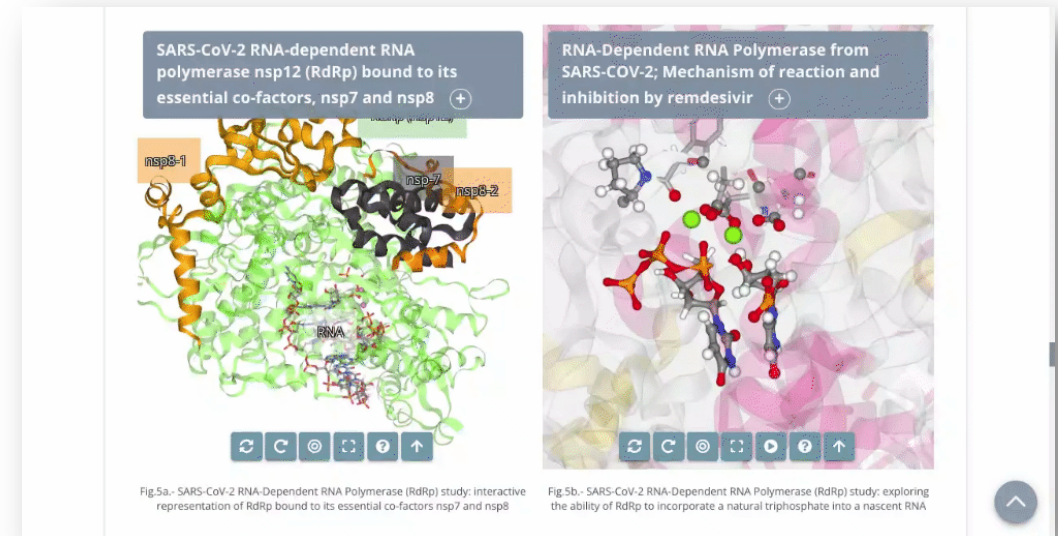 SARS-CoV-2 RNA-dependent RNA
polymerase nsp12 (RdRp) bound to its
essential co-factors, nsp7 and nsp8
nsp8-1
nsp-7
nsp8-2
RNA
Fig.5a.- SARS-CoV-2 RNA-Dependent RNA Polymerase (RdRp) study: interactive
representation of RdRp bound to its essential co-factors nsp7 and nsp8
RNA-Dependent RNA Polymerase from
SARS-COV-2; Mechanism of reaction and
inhibition by remdesivir
Fig.5b.- SARS-CoV-2 RNA-Dependent RNA Polymerase (RdRp) study: exploring
the ability of RdRp to incorporate a natural triphosphate into a nascent RNA